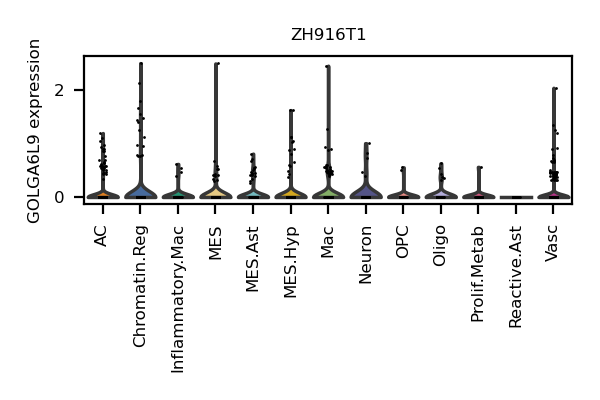 ZH916T1
GOLGA6L9 expression
2
0
AC
Chromatin.Reg
Inflammatory.Mac
MES
MES.Ast
MES.Hyp
Mac
Neuron
OPC
Oligo
Prolif.Metab
Reactive.Ast
Vasc